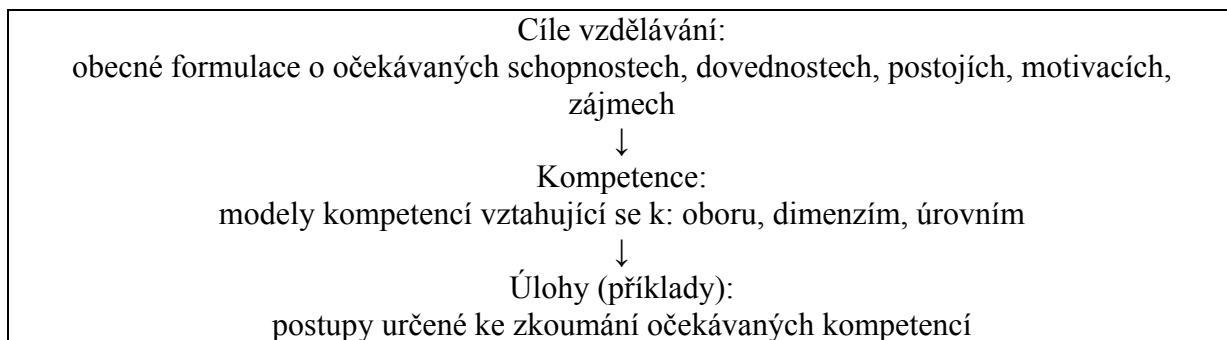 Cíle vzdělávání:
obecné formulace o očekávaných schopnostech, dovednostech, postojích, motivacích,
zájmech
↓
Kompetence:
modely kompetencí vztahující se k: oboru, dimenzím, úrovním
↓
Úlohy (příklady):
postupy určené ke zkoumání očekávaných kompetencí